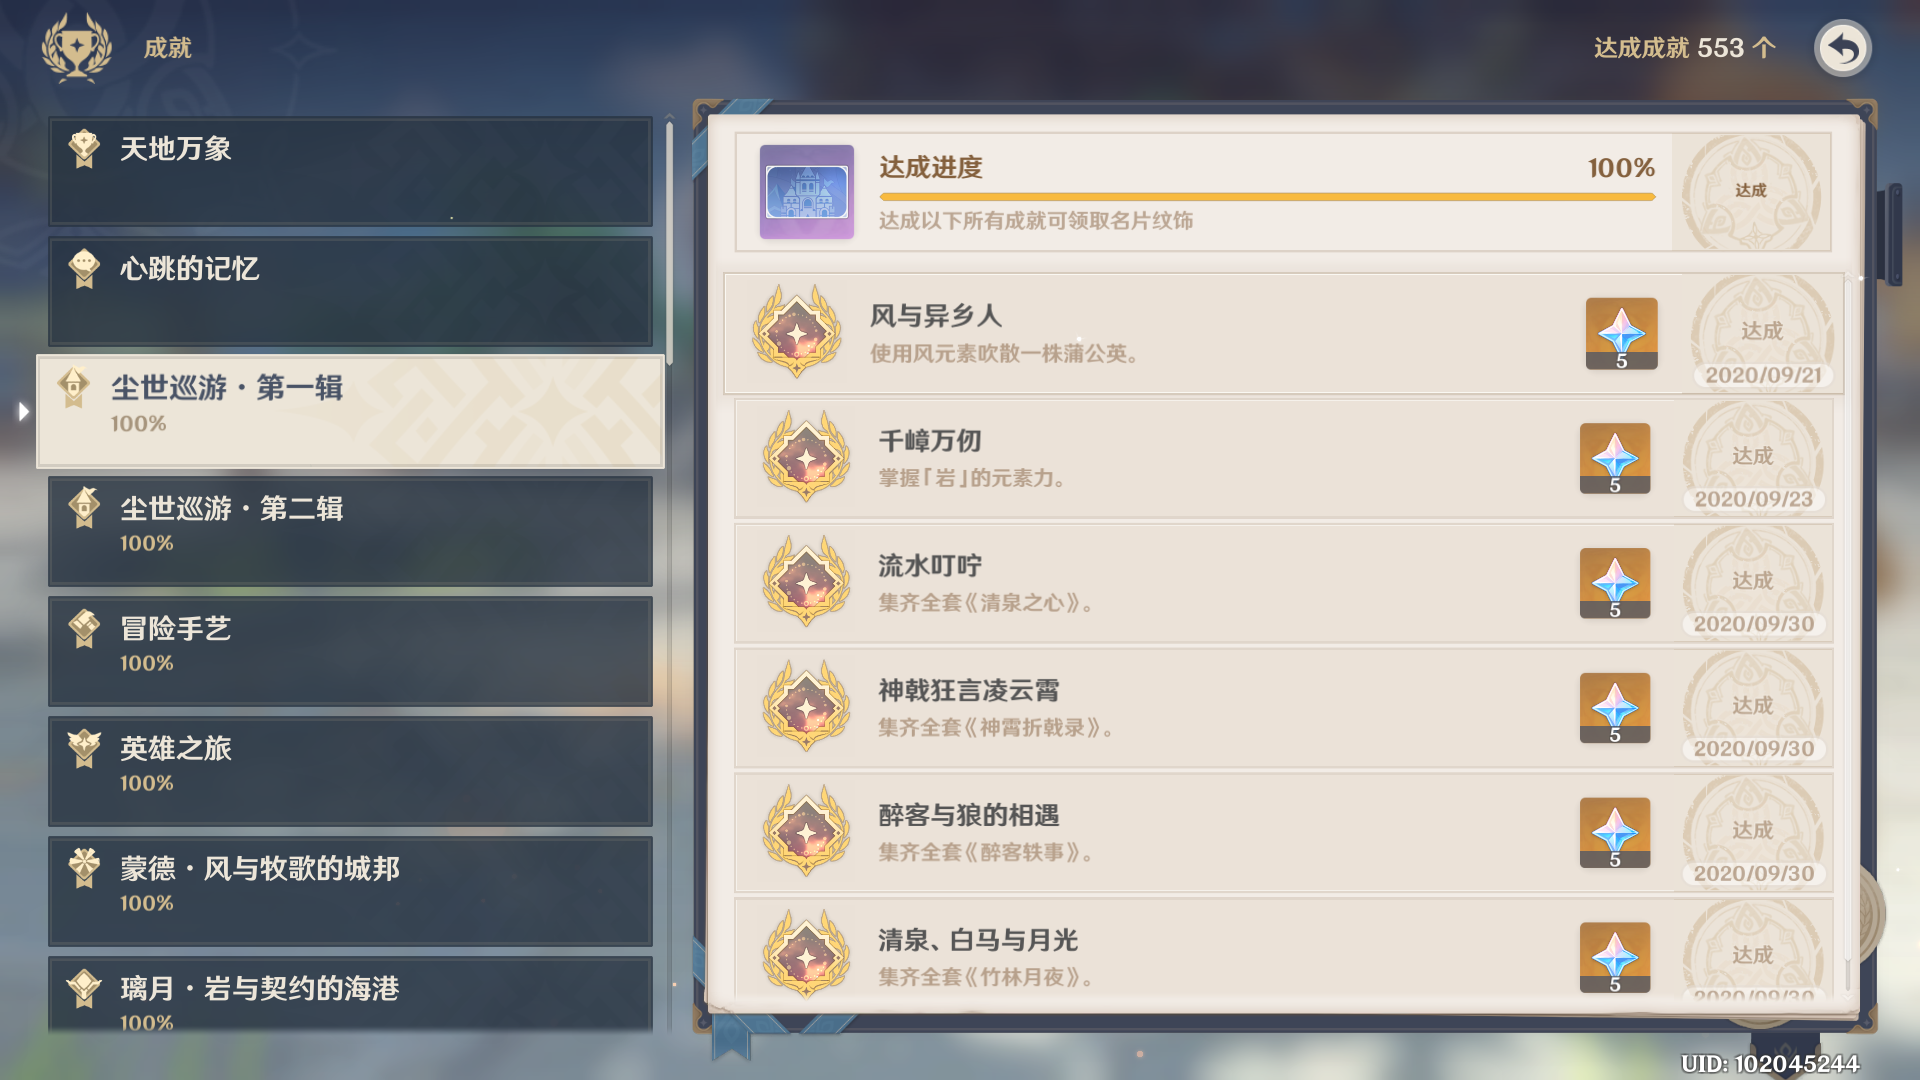 成就
达成成就 553 个
天地万象
心跳的记忆
尘世巡游・第一辑
100%
尘世巡游・第二辑
100%
冒险手艺
100%
英雄之旅
100%
蒙德・风与牧歌的城邦
100%
璃月・岩与契约的海港
100%
达成进度
100%
达成以下所有成就可领取名片纹饰
达成
风与异乡人
使用风元素吹散一株蒲公英。
5
达成
2020/09/21
千嶂万仞
掌握「岩」的元素力。
5
达成
2020/09/23
流水叮咛
集齐全套《清泉之心》。
5
达成
2020/09/30
神戟狂言凌云霄
集齐全套《神霄折戟录》。
5
达成
2020/09/30
醉客与狼的相遇
集齐全套《醉客轶事》。
5
达成
2020/09/30
清泉、白马与月光
集齐全套《竹林月夜》。
5
达成
2020/09/30
UID: 102045244